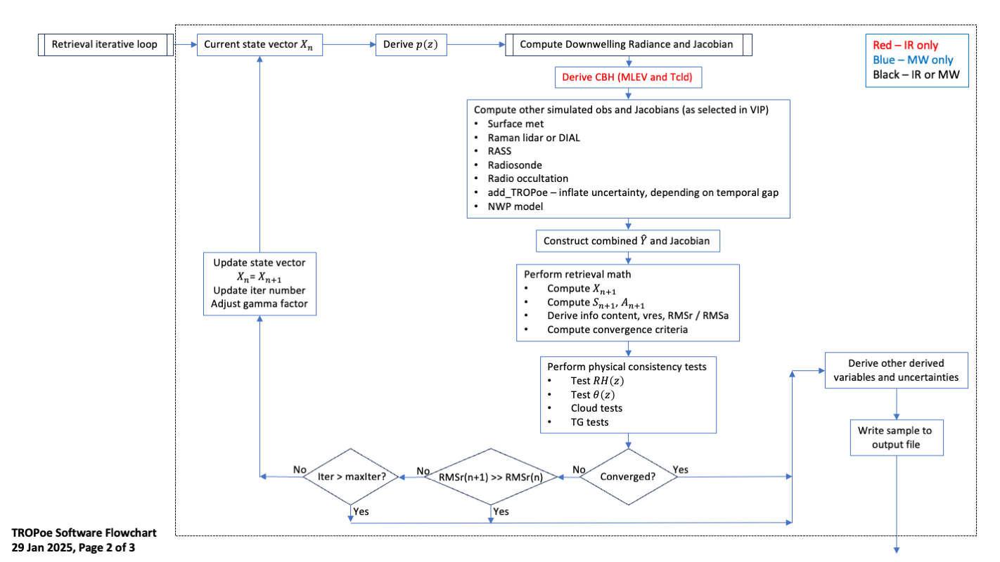 Retrieval iterative loop
Current state vector Xₙ
Derive p(z)
Compute Downwelling Radiance and Jacobian
Red – IR only
Blue – MW only
Black – IR or MW
Derive CBH (MLEV and Tcld)
Compute other simulated obs and Jacobians (as selected in VIP)
• Surface met
• Raman lidar or DIAL
• RASS
• Radiosonde
• Radio occultation
• add_TROPoe – inflate uncertainty, depending on temporal gap
• NWP model
Construct combined Ŷ and Jacobian
Update state vector
Xₙ= Xₙ₊₁
Update iter number
Adjust gamma factor
Perform retrieval math
• Compute Xₙ₊₁
• Compute Sₙ₊₁, Aₙ₊₁
• Derive info content, vres, RMSr / RMSa
• Compute convergence criteria
Perform physical consistency tests
• Test RH(z)
• Test θ(z)
• Cloud tests
• TG tests
Derive other derived
variables and uncertainties
Write sample to
output file
No
Iter > maxIter?
No
RMSr(n+1) >> RMSr(n)
No
Converged?
Yes
Yes
Yes
TROPoe Software Flowchart
29 Jan 2025, Page 2 of 3